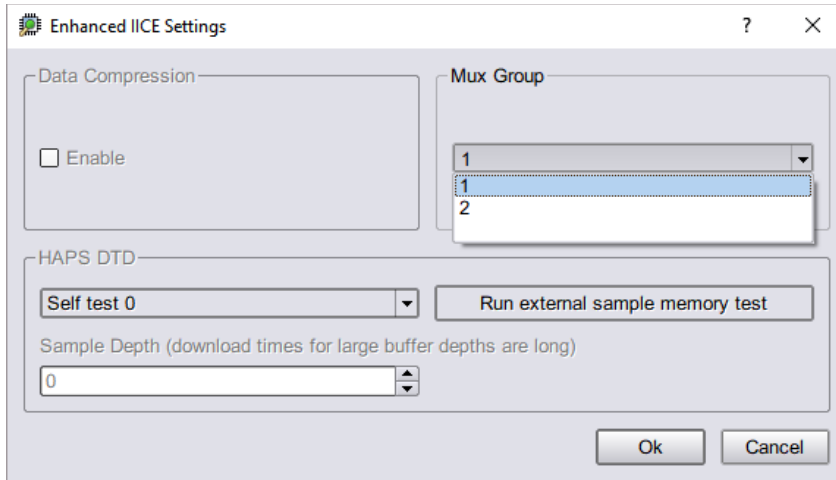 Enhanced IICE Settings ?
Data Compression
Mux Group
Enable
1
1
2
HAPS DTD
Self test 0
Run external sample memory test
Sample Depth (download times for large buffer depths are long)
0
Ok
Cancel